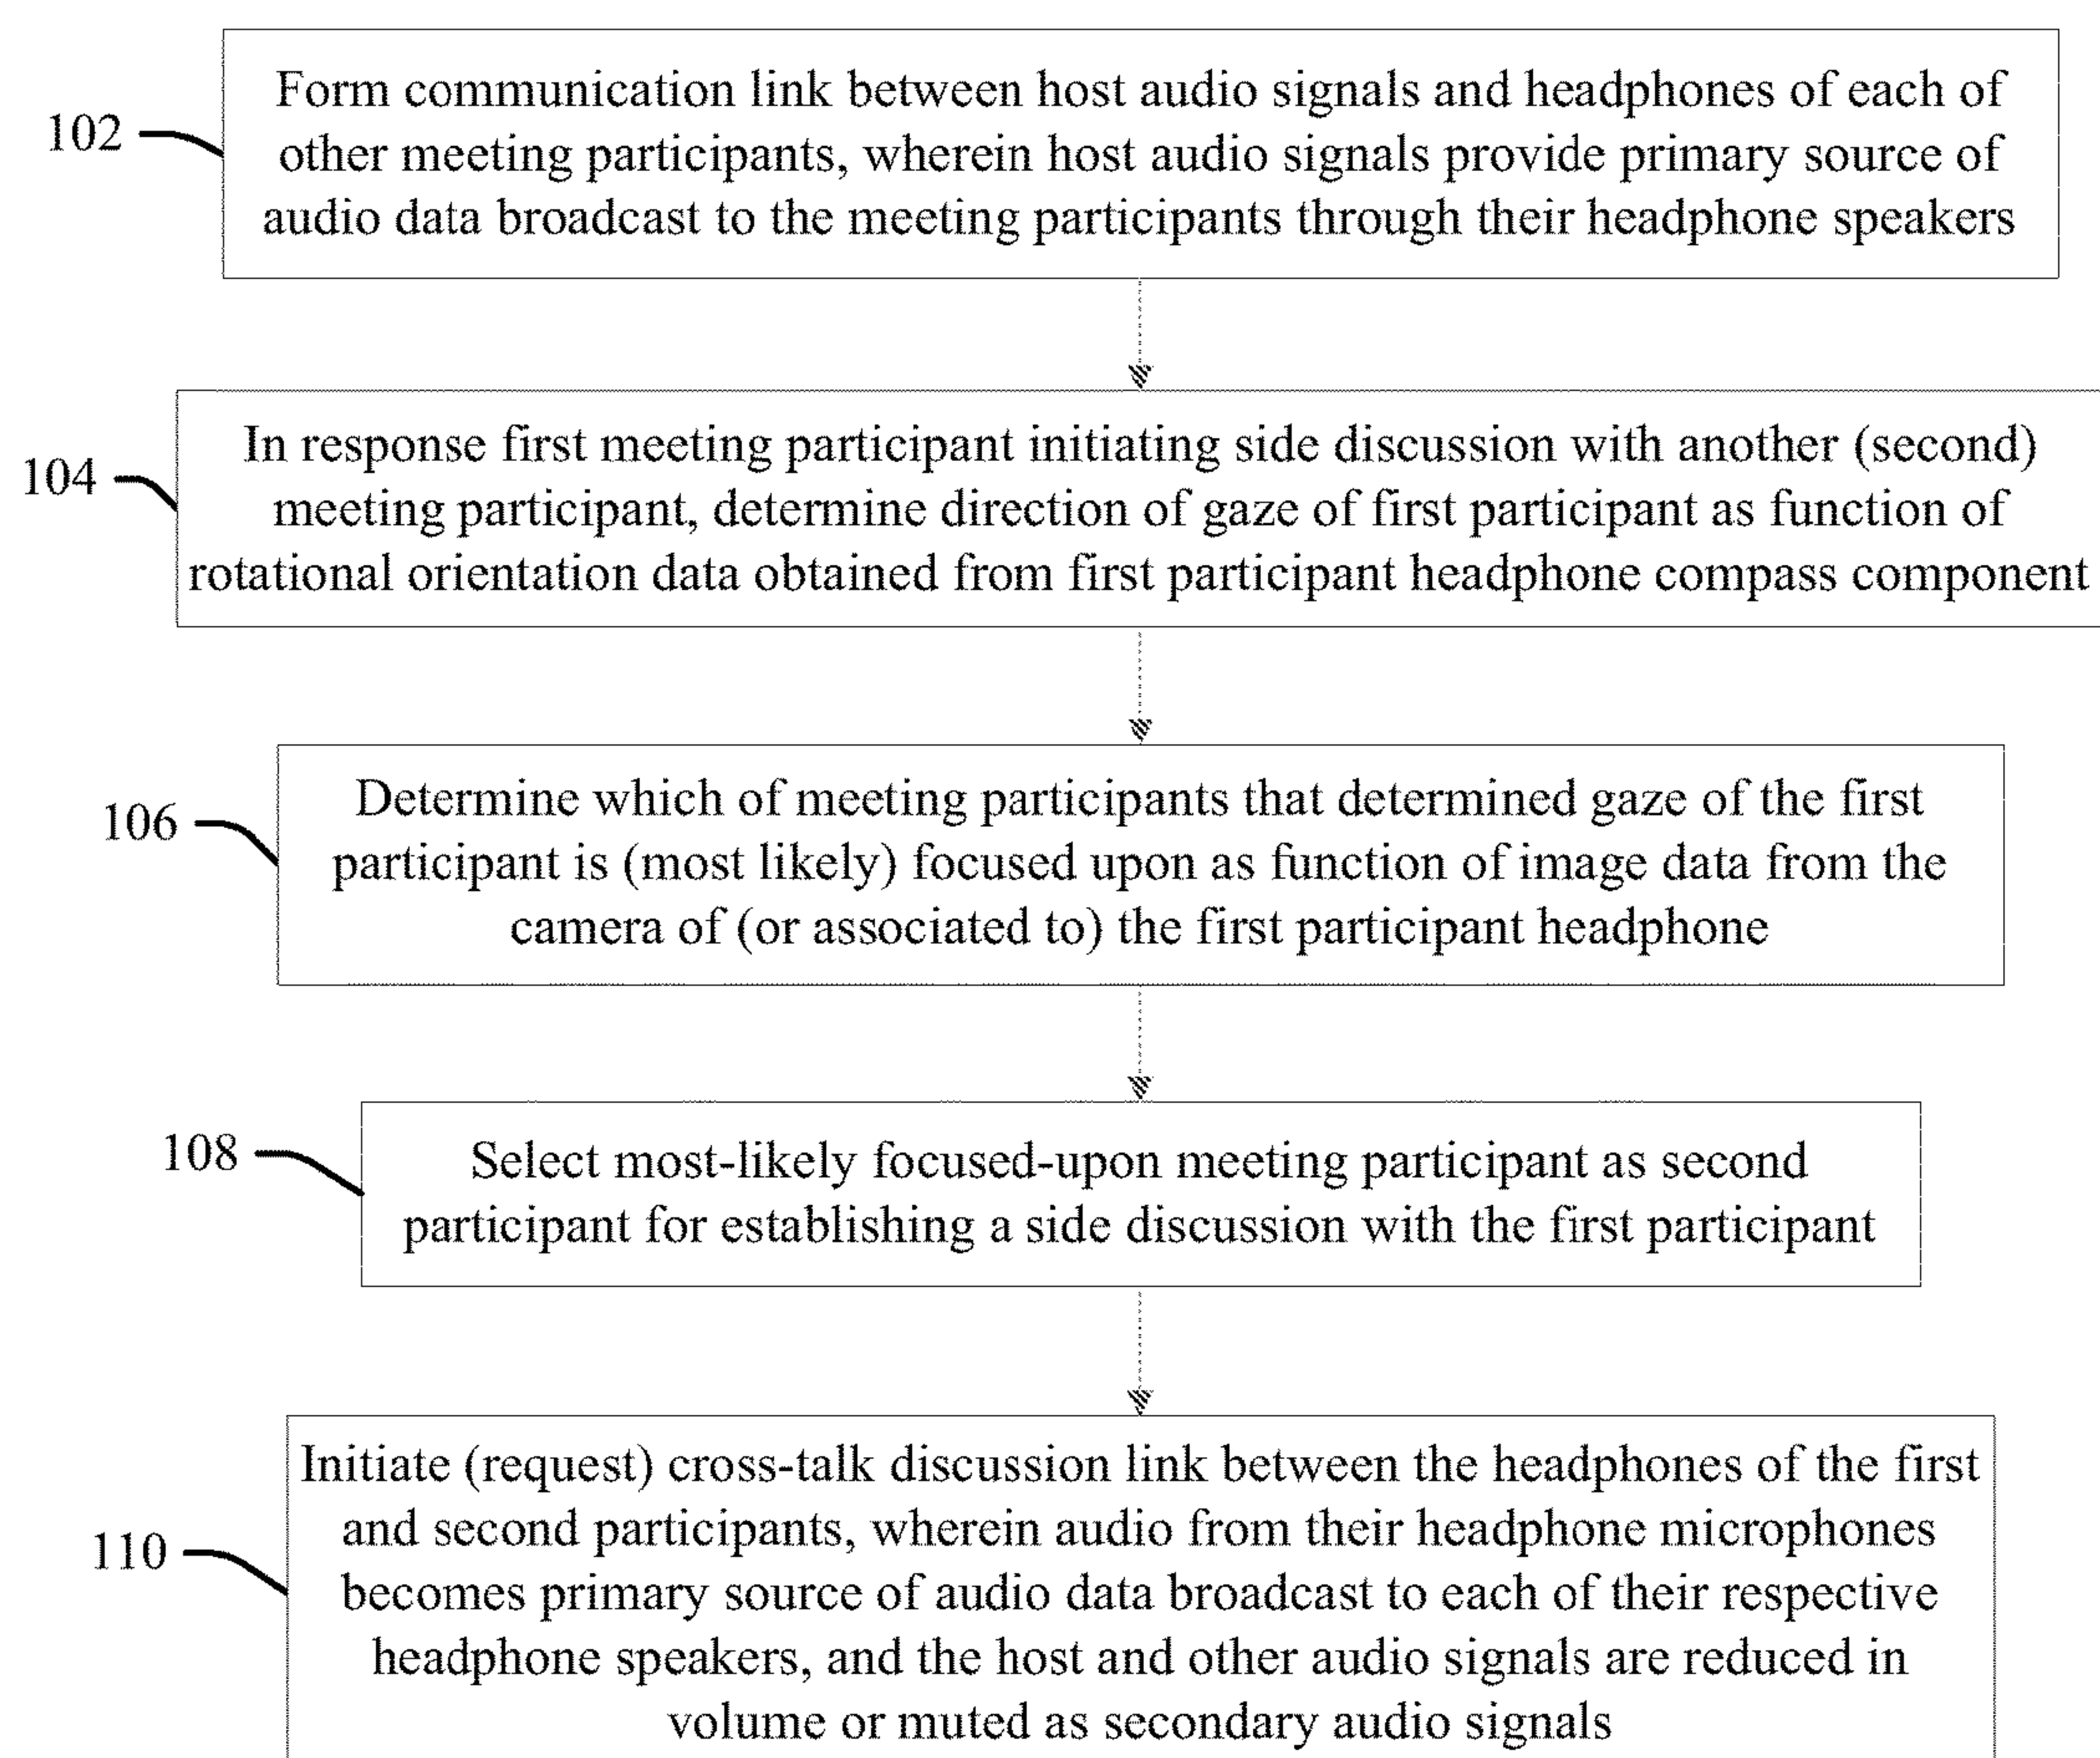 102
Form communication link between host audio signals and headphones of each of
other meeting participants, wherein host audio signals provide primary source of
audio data broadcast to the meeting participants through their headphone speakers
104
In response first meeting participant initiating side discussion with another (second)
meeting participant, determine direction of gaze of first participant as function of
rotational orientation data obtained from first participant headphone compass component
106
Determine which of meeting participants that determined gaze of the first
participant is (most likely) focused upon as function of image data from the
camera of (or associated to) the first participant headphone
108
Select most-likely focused-upon meeting participant as second
participant for establishing a side discussion with the first participant
110
Initiate (request) cross-talk discussion link between the headphones of the first
and second participants, wherein audio from their headphone microphones
becomes primary source of audio data broadcast to each of their respective
headphone speakers, and the host and other audio signals are reduced in
volume or muted as secondary audio signals